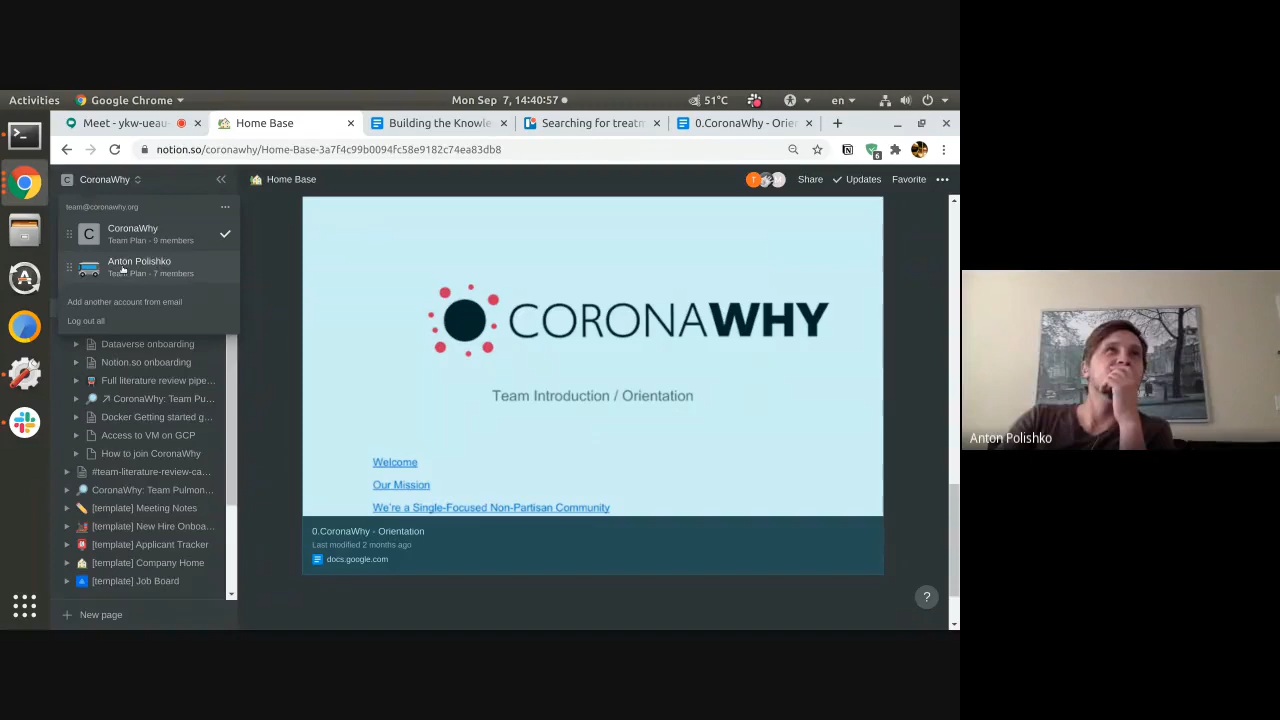 Activities
Google Chrome
Mon Sep 7, 14:40:57
51°C
en
Meet - ykw-ueau-
Home Base
Building the Knowle
Searching for treatm
0.CoronaWhy - Orien
notion.so/coronawhy/Home-Base-3a7f4c99b0094fc58e9182c74ea83db8
6
C CoronaWhy
Home Base
T
M
Share
Updates
Favorite
team@coronawhy.org
C
CoronaWhy
Team Plan - 9 members
Anton Polishko
Team Plan - 7 members
Add another account from email
Log out all
Dataverse onboarding
Notion.so onboarding
Full literature review pipe...
CoronaWhy: Team Pu...
Docker Getting started g...
Access to VM on GCP
How to join CoronaWhy
#team-literature-review-ca...
CoronaWhy: Team Pulmon...
[template] Meeting Notes
[template] New Hire Onboa...
[template] Applicant Tracker
[template] Company Home
[template] Job Board
New page
CORONAWHY
Team Introduction / Orientation
Welcome
Our Mission
We're a Single-Focused Non-Partisan Community
0.CoronaWhy - Orientation
Last modified 2 months ago
docs.google.com
?
Anton Polishko